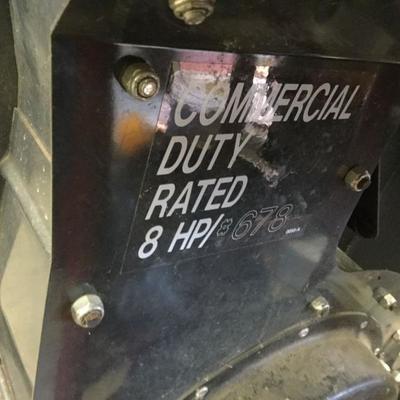 COMMERCIAL
DUTY
RATED
8 HP/#678